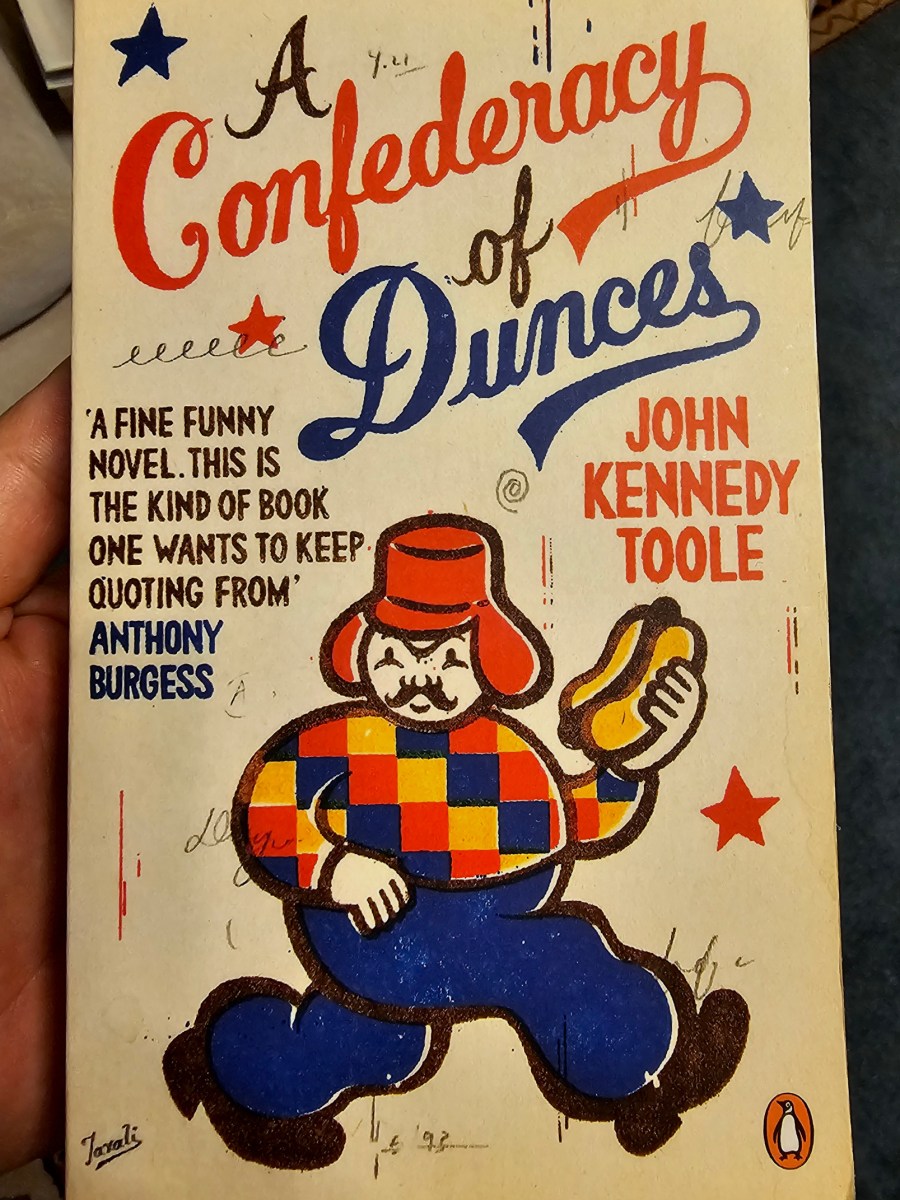 A
Confederacy
of
Dunces
'A FINE FUNNY
NOVEL. THIS IS
THE KIND OF BOOK
ONE WANTS TO KEEP
QUOTING FROM'
ANTHONY
BURGESS
JOHN
KENNEDY
TOOLE